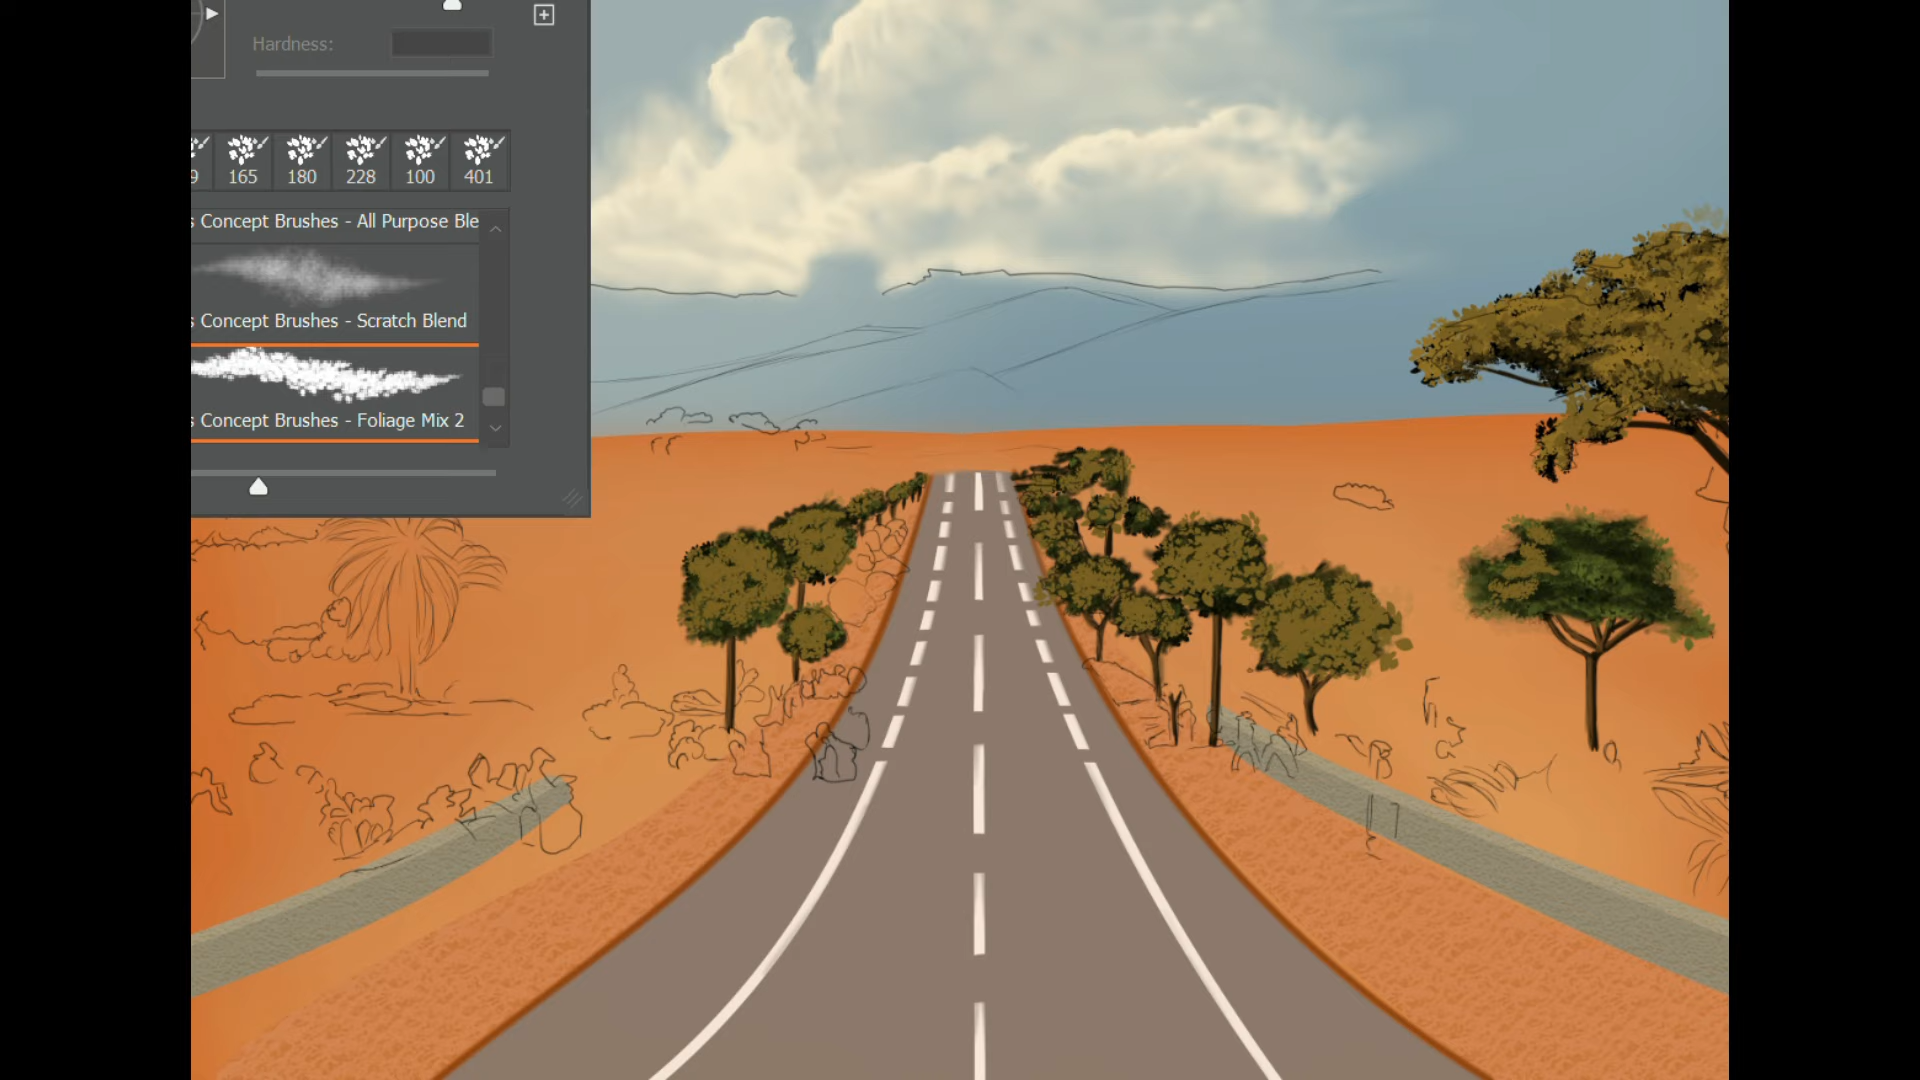 Hardness:
9 165 180 228 100 401
s Concept Brushes - All Purpose Ble
s Concept Brushes - Scratch Blend
s Concept Brushes - Foliage Mix 2